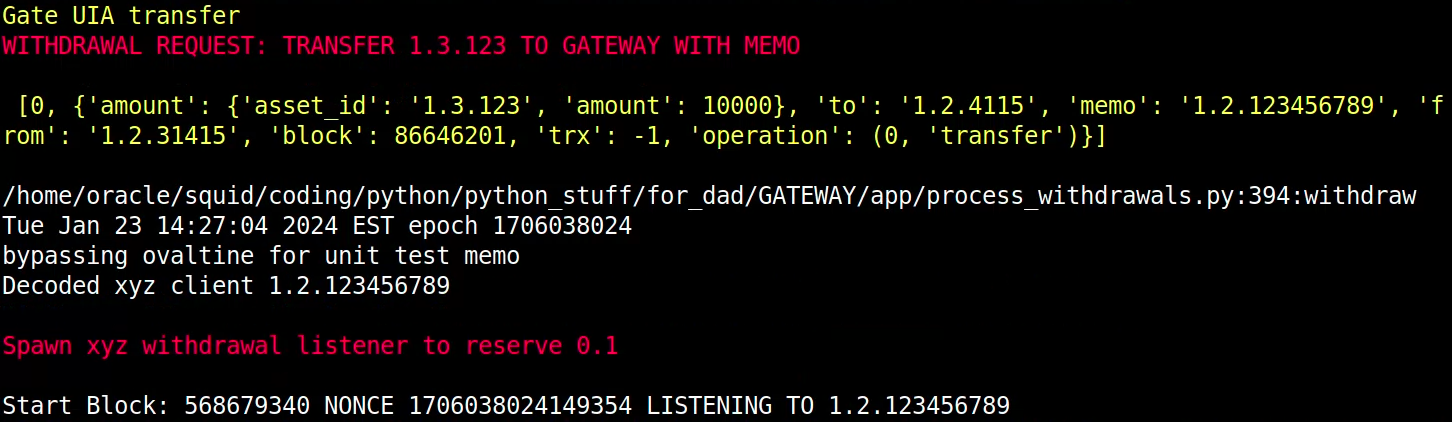 Gate UIA transfer
WITHDRAWAL REQUEST: TRANSFER 1.3.123 TO GATEWAY WITH MEMO
[0, {'amount': {'asset_id': '1.3.123', 'amount': 10000}, 'to': '1.2.4115', 'memo': '1.2.123456789', 'f
rom': '1.2.31415', 'block': 86646201, 'trx': -1, 'operation': (0, 'transfer')}]
/home/oracle/squid/coding/python/python_stuff/for_dad/GATEWAY/app/process_withdrawals.py:394:withdraw
Tue Jan 23 14:27:04 2024 EST epoch 1706038024
bypassing ovaltine for unit test memo
Decoded xyz client 1.2.123456789
Spawn xyz withdrawal listener to reserve 0.1
Start Block: 568679340 NONCE 1706038024149354 LISTENING TO 1.2.123456789